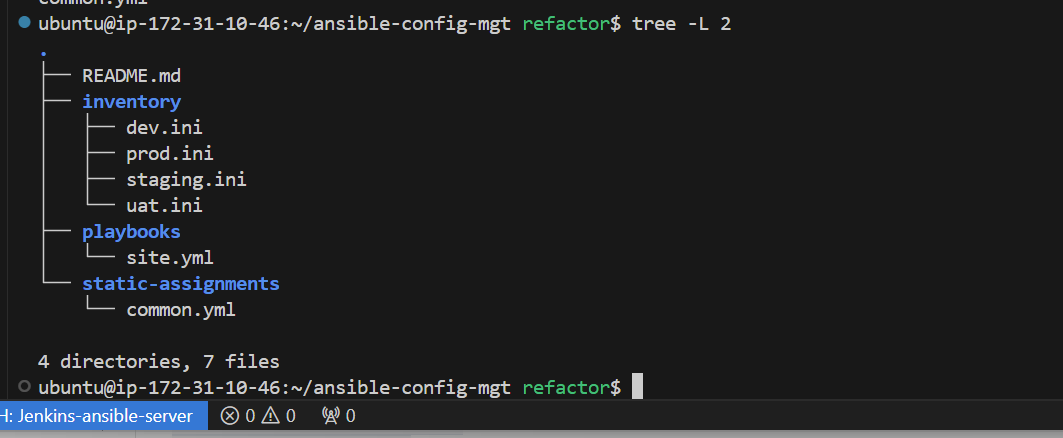 common.yml
ubuntu@ip-172-31-10-46:~/ansible-config-mgt refactor$ tree -L 2
.
├── README.md
├── inventory
│   ├── dev.ini
│   ├── prod.ini
│   ├── staging.ini
│   └── uat.ini
├── playbooks
│   └── site.yml
└── static-assignments
    └── common.yml
4 directories, 7 files
ubuntu@ip-172-31-10-46:~/ansible-config-mgt refactor$
H: Jenkins-ansible-server 0 0 0